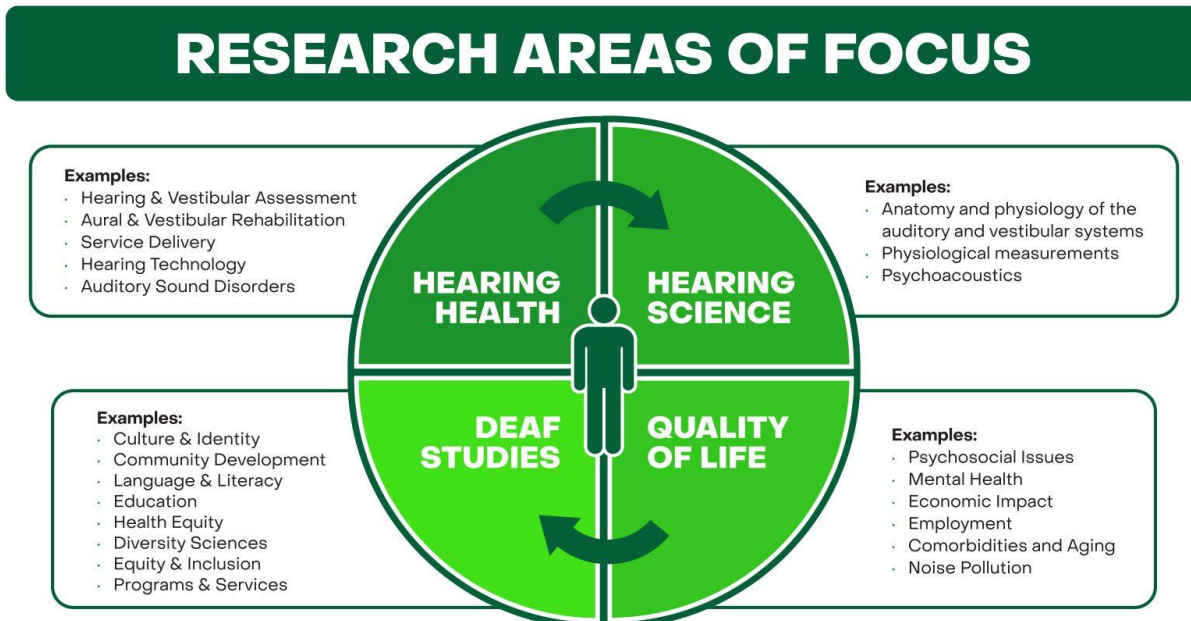 RESEARCH AREAS OF FOCUS
Examples:
· Hearing & Vestibular Assessment
· Aural & Vestibular Rehabilitation
· Service Delivery
· Hearing Technology
· Auditory Sound Disorders
HEARING
HEALTH
HEARING
SCIENCE
Examples:
· Anatomy and physiology of the
auditory and vestibular systems
· Physiological measurements
· Psychoacoustics
Examples:
· Culture & Identity
· Community Development
· Language & Literacy
· Education
· Health Equity
· Diversity Sciences
· Equity & Inclusion
· Programs & Services
DEAF
STUDIES
QUALITY
OF LIFE
Examples:
· Psychosocial Issues
· Mental Health
· Economic Impact
· Employment
· Comorbidities and Aging
· Noise Pollution